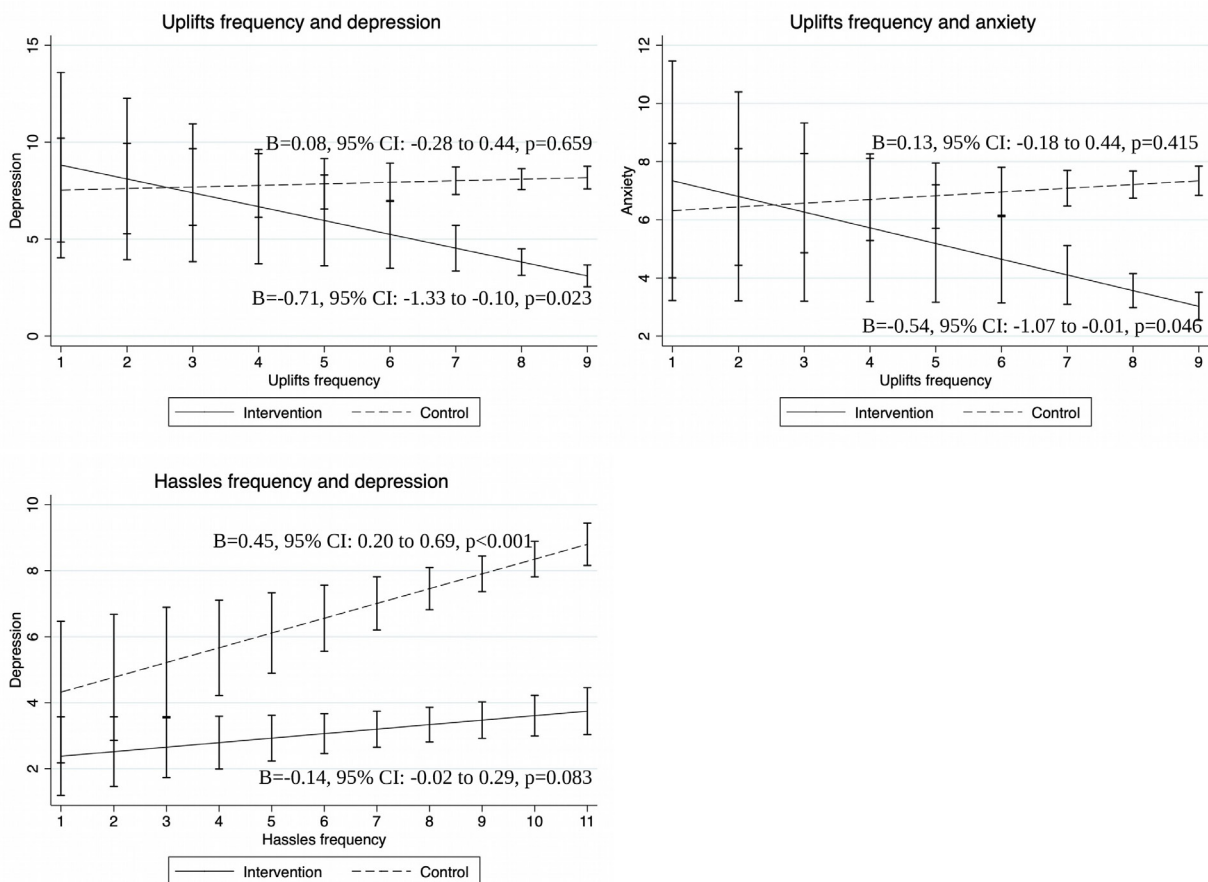 Uplifts frequency and depression
15
10
5
0
Depression
B=0.08, 95% CI: -0.28 to 0.44, p=0.659
B=-0.71, 95% CI: -1.33 to -0.10, p=0.023
1 2 3 4 5 6 7 8 9
Uplifts frequency
Intervention Control
Uplifts frequency and anxiety
12
10
8
6
4
2
Anxiety
B=0.13, 95% CI: -0.18 to 0.44, p=0.415
B=-0.54, 95% CI: -1.07 to -0.01, p=0.046
1 2 3 4 5 6 7 8 9
Uplifts frequency
Intervention Control
Hassles frequency and depression
10
8
6
4
2
Depression
B=0.45, 95% CI: 0.20 to 0.69, p<0.001
B=-0.14, 95% CI: -0.02 to 0.29, p=0.083
1 2 3 4 5 6 7 8 9 10 11
Hassles frequency
Intervention Control